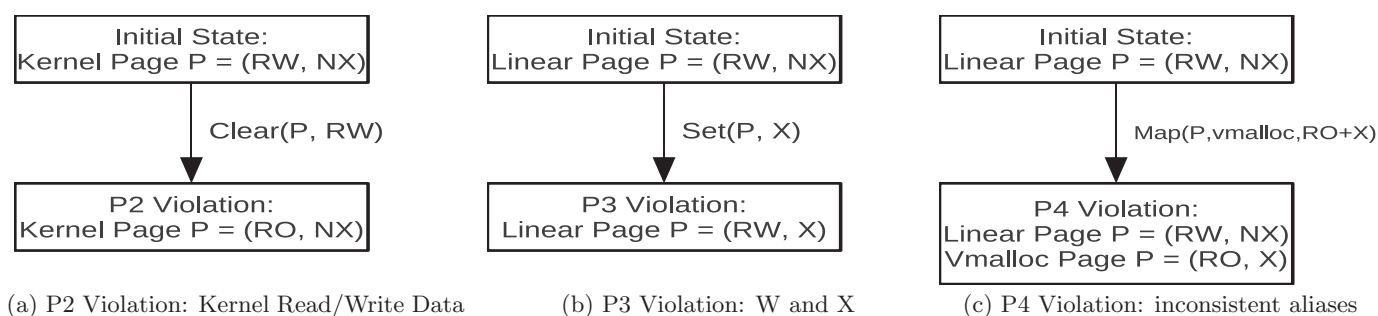 Initial State:
Kernel Page P = (RW, NX)
Clear(P, RW)
P2 Violation:
Kernel Page P = (RO, NX)
(a) P2 Violation: Kernel Read/Write Data
Initial State:
Linear Page P = (RW, NX)
Set(P, X)
P3 Violation:
Linear Page P = (RW, X)
(b) P3 Violation: W and X
Initial State:
Linear Page P = (RW, NX)
Map(P,vmalloc,RO+X)
P4 Violation:
Linear Page P = (RW, NX)
Vmalloc Page P = (RO, X)
(c) P4 Violation: inconsistent aliases